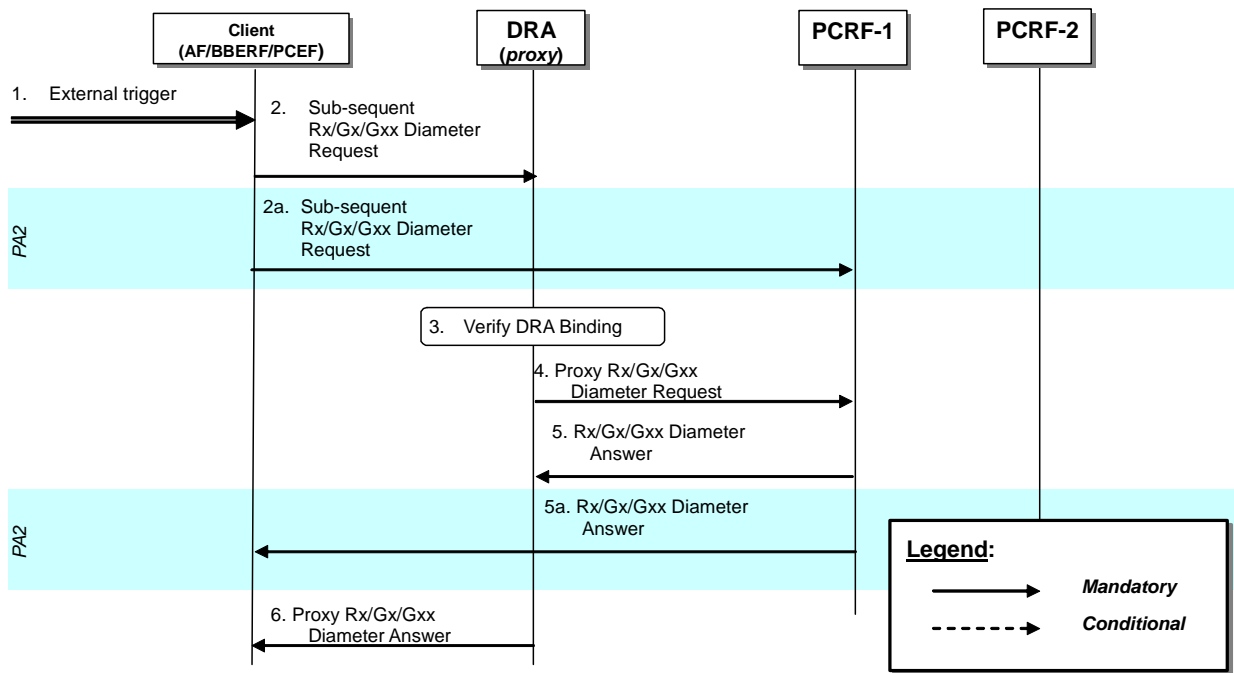 Client
(AF/BBERF/PCEF)
DRA
(proxy)
PCRF-1
PCRF-2
1. External trigger
2. Sub-sequent
Rx/Gx/Gxx Diameter
Request
PA2
2a. Sub-sequent
Rx/Gx/Gxx Diameter
Request
3. Verify DRA Binding
4. Proxy Rx/Gx/Gxx
Diameter Request
5. Rx/Gx/Gxx Diameter
Answer
PA2
5a. Rx/Gx/Gxx Diameter
Answer
6. Proxy Rx/Gx/Gxx
Diameter Answer
Legend:
Mandatory
Conditional